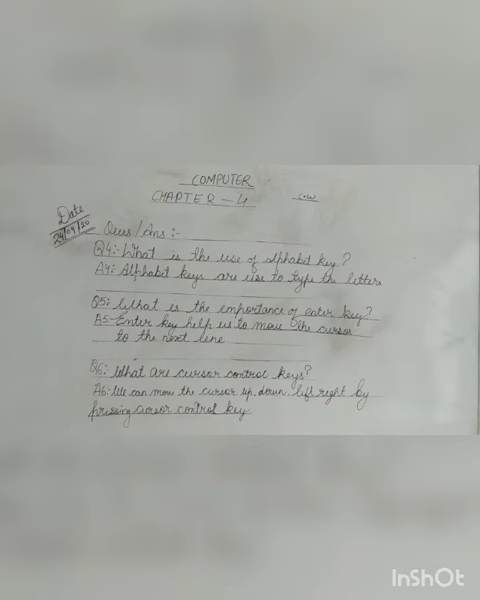 COMPUTER
CHAPTER - 4
C.W
Date
24/09/20
Ques/Ans:-
Q4:- What is the use of alphabet key?
A4:- Alphabet keys are use to type the letters
Q5:- What is the emportance of enter key?
A5- Enter key help us to move the cursor
to the next line
Q6: What are cursor control keys?
A6: We can move the cursor up, down, left right by
pressing cursor control key
InShOt